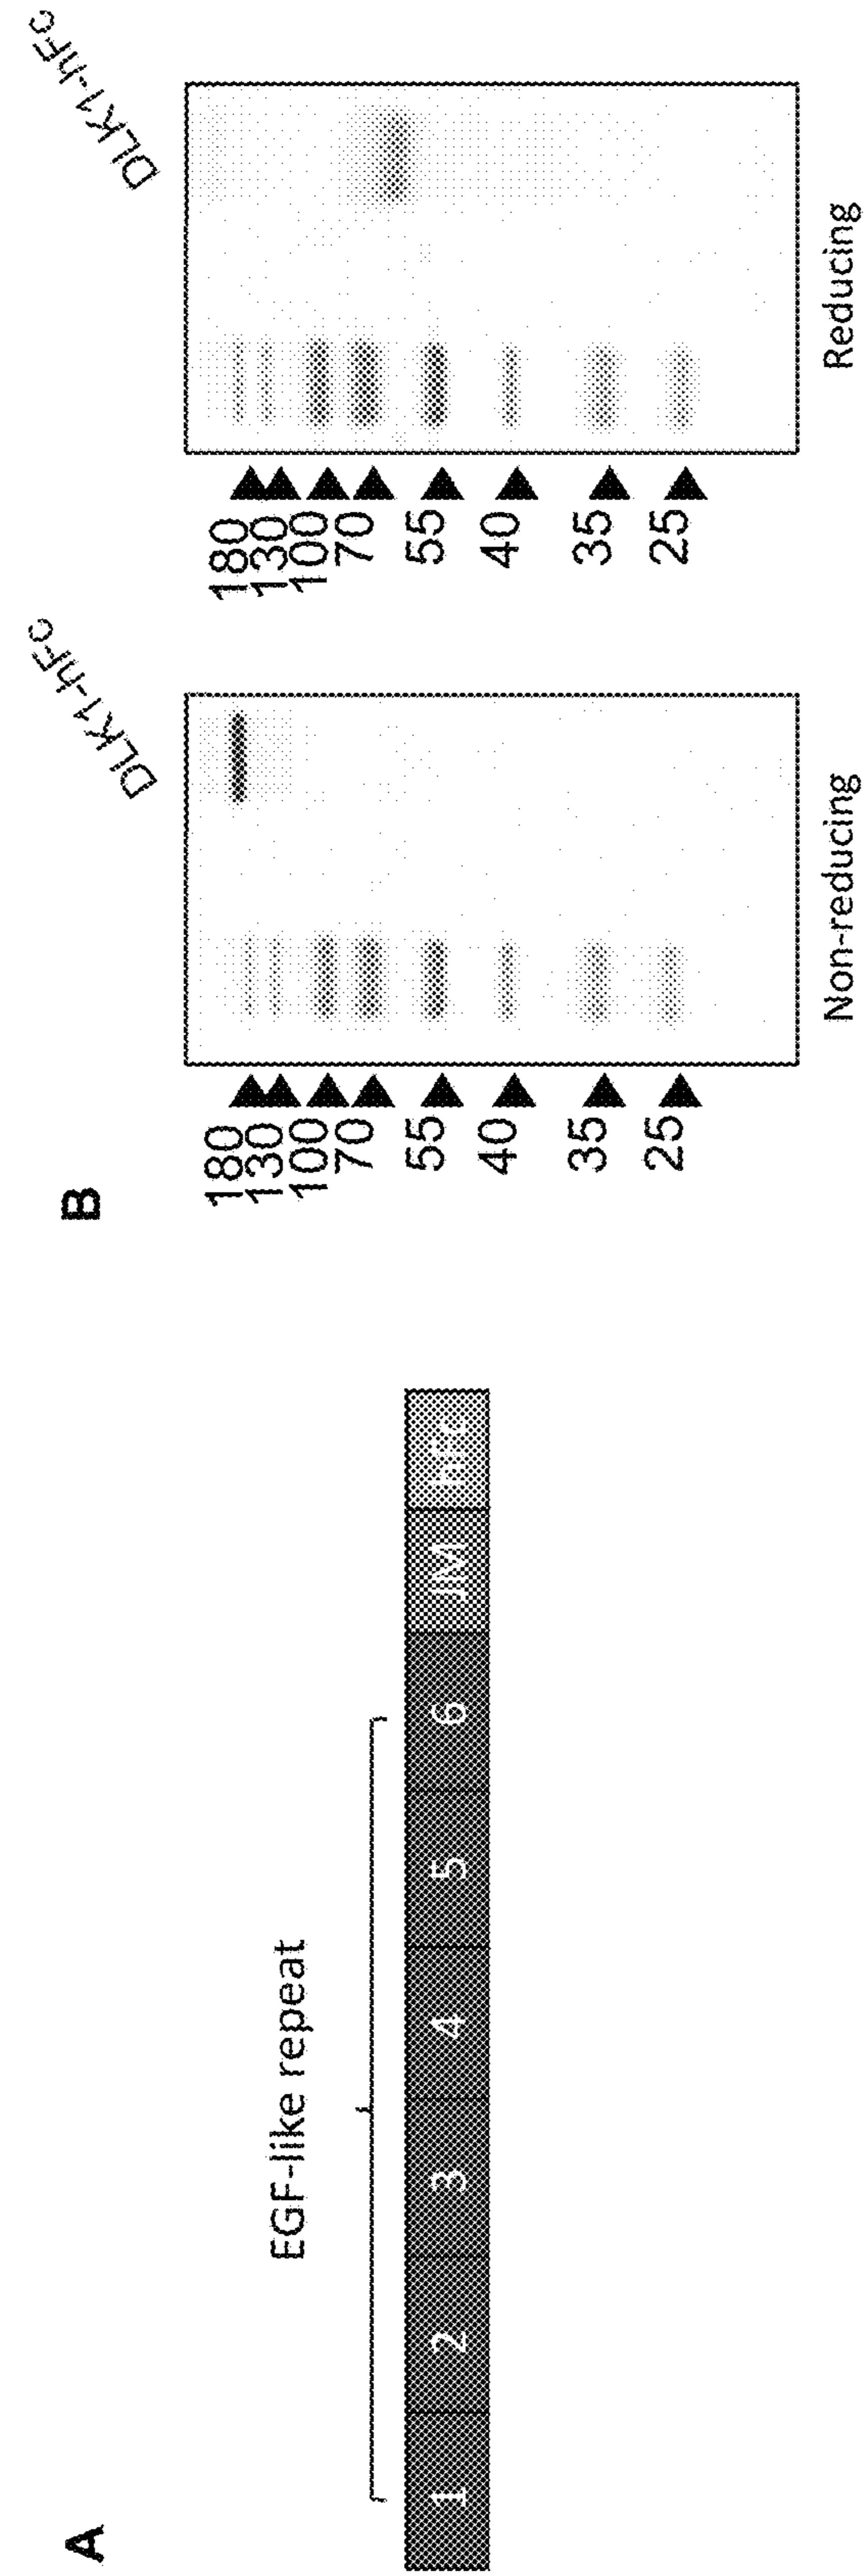 A
EGF-like repeat
1 2 3 4 5 6 JM hFc
B
DLK1-hFc
180
130
100
70
55
40
35
25
Non-reducing
DLK1-hFc
180
130
100
70
55
40
35
25
Reducing